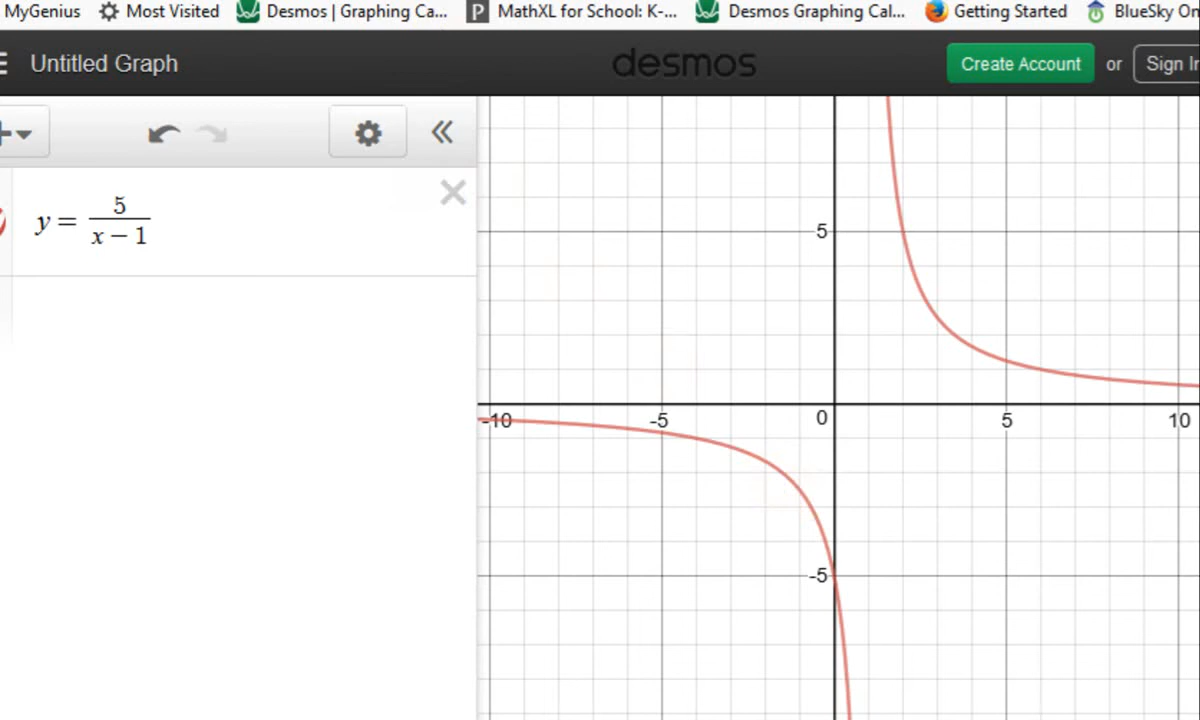 MyGenius Most Visited Desmos | Graphing Ca... P MathXL for School: K-... Desmos Graphing Cal... Getting Started BlueSky On
Untitled Graph desmos Create Account or Sign In
y = 5/(x − 1)
5
-10 -5 0 5 10
-5